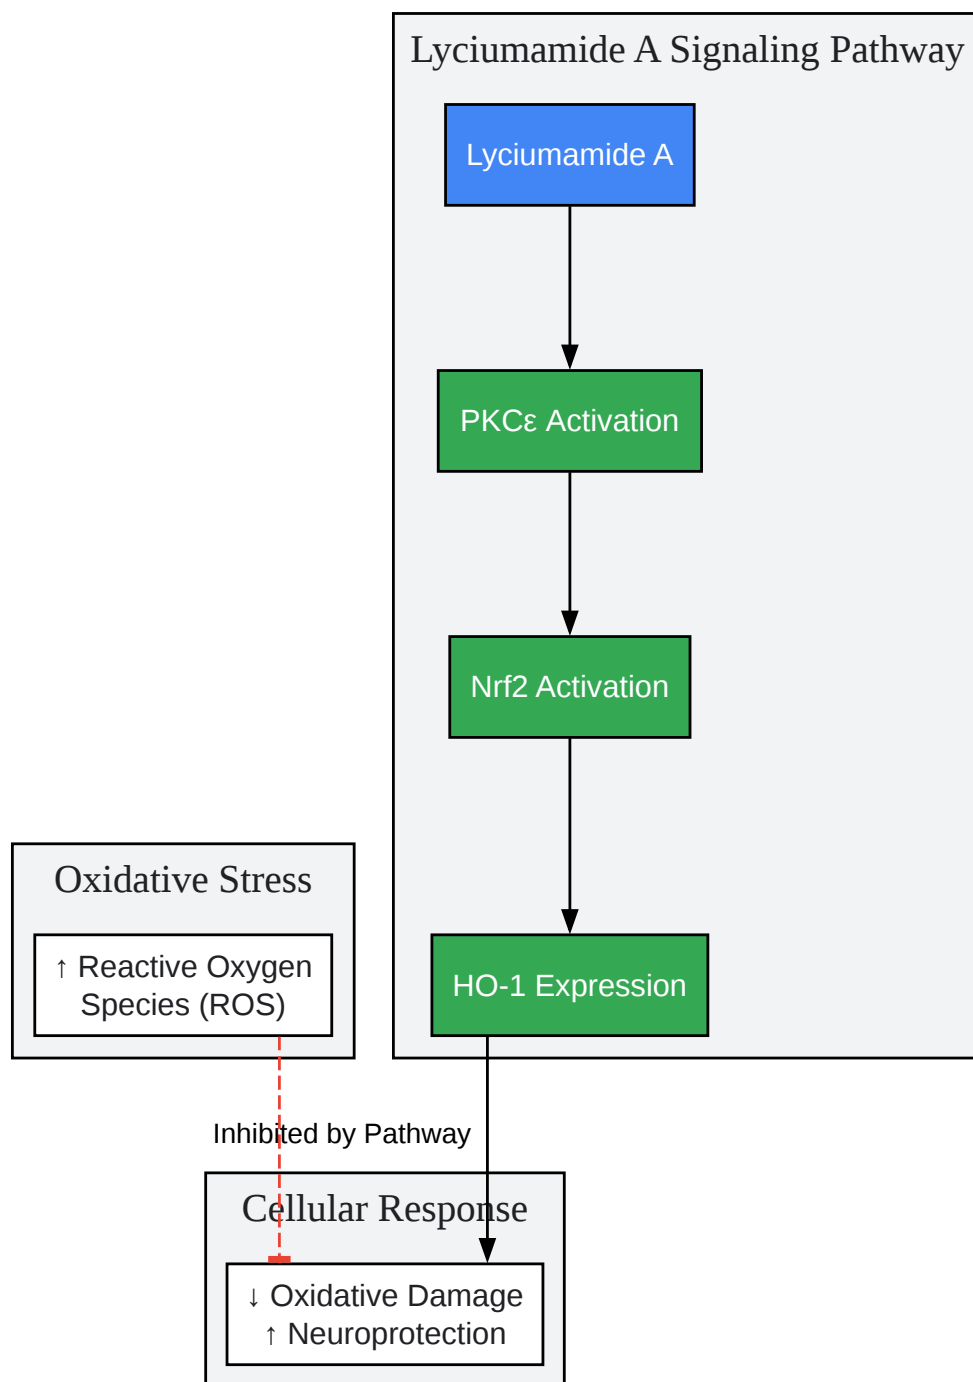 Lyciumamide A Signaling Pathway
Lyciumamide A
PKCε Activation
Nrf2 Activation
HO-1 Expression
Oxidative Stress
↑ Reactive Oxygen
Species (ROS)
Inhibited by Pathway
Cellular Response
↓ Oxidative Damage
↑ Neuroprotection